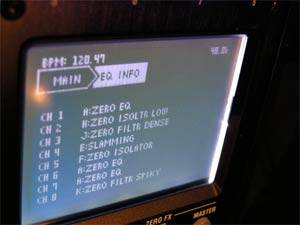 BPM: 120.47
48.0k
MAIN EQ INFO
CH 1 A:ZERO EQ
CH 2 H:ZERO ISOLTR LOW
CH 3 J:ZERO FILTR DENSE
CH 4 E:SLAMMING
CH 5 F:ZERO ISOLATOR
CH 6 A:ZERO EQ
CH 7 A:ZERO EQ
CH 8 K:ZERO FILTR SPIKY
ZERO FX
MASTER